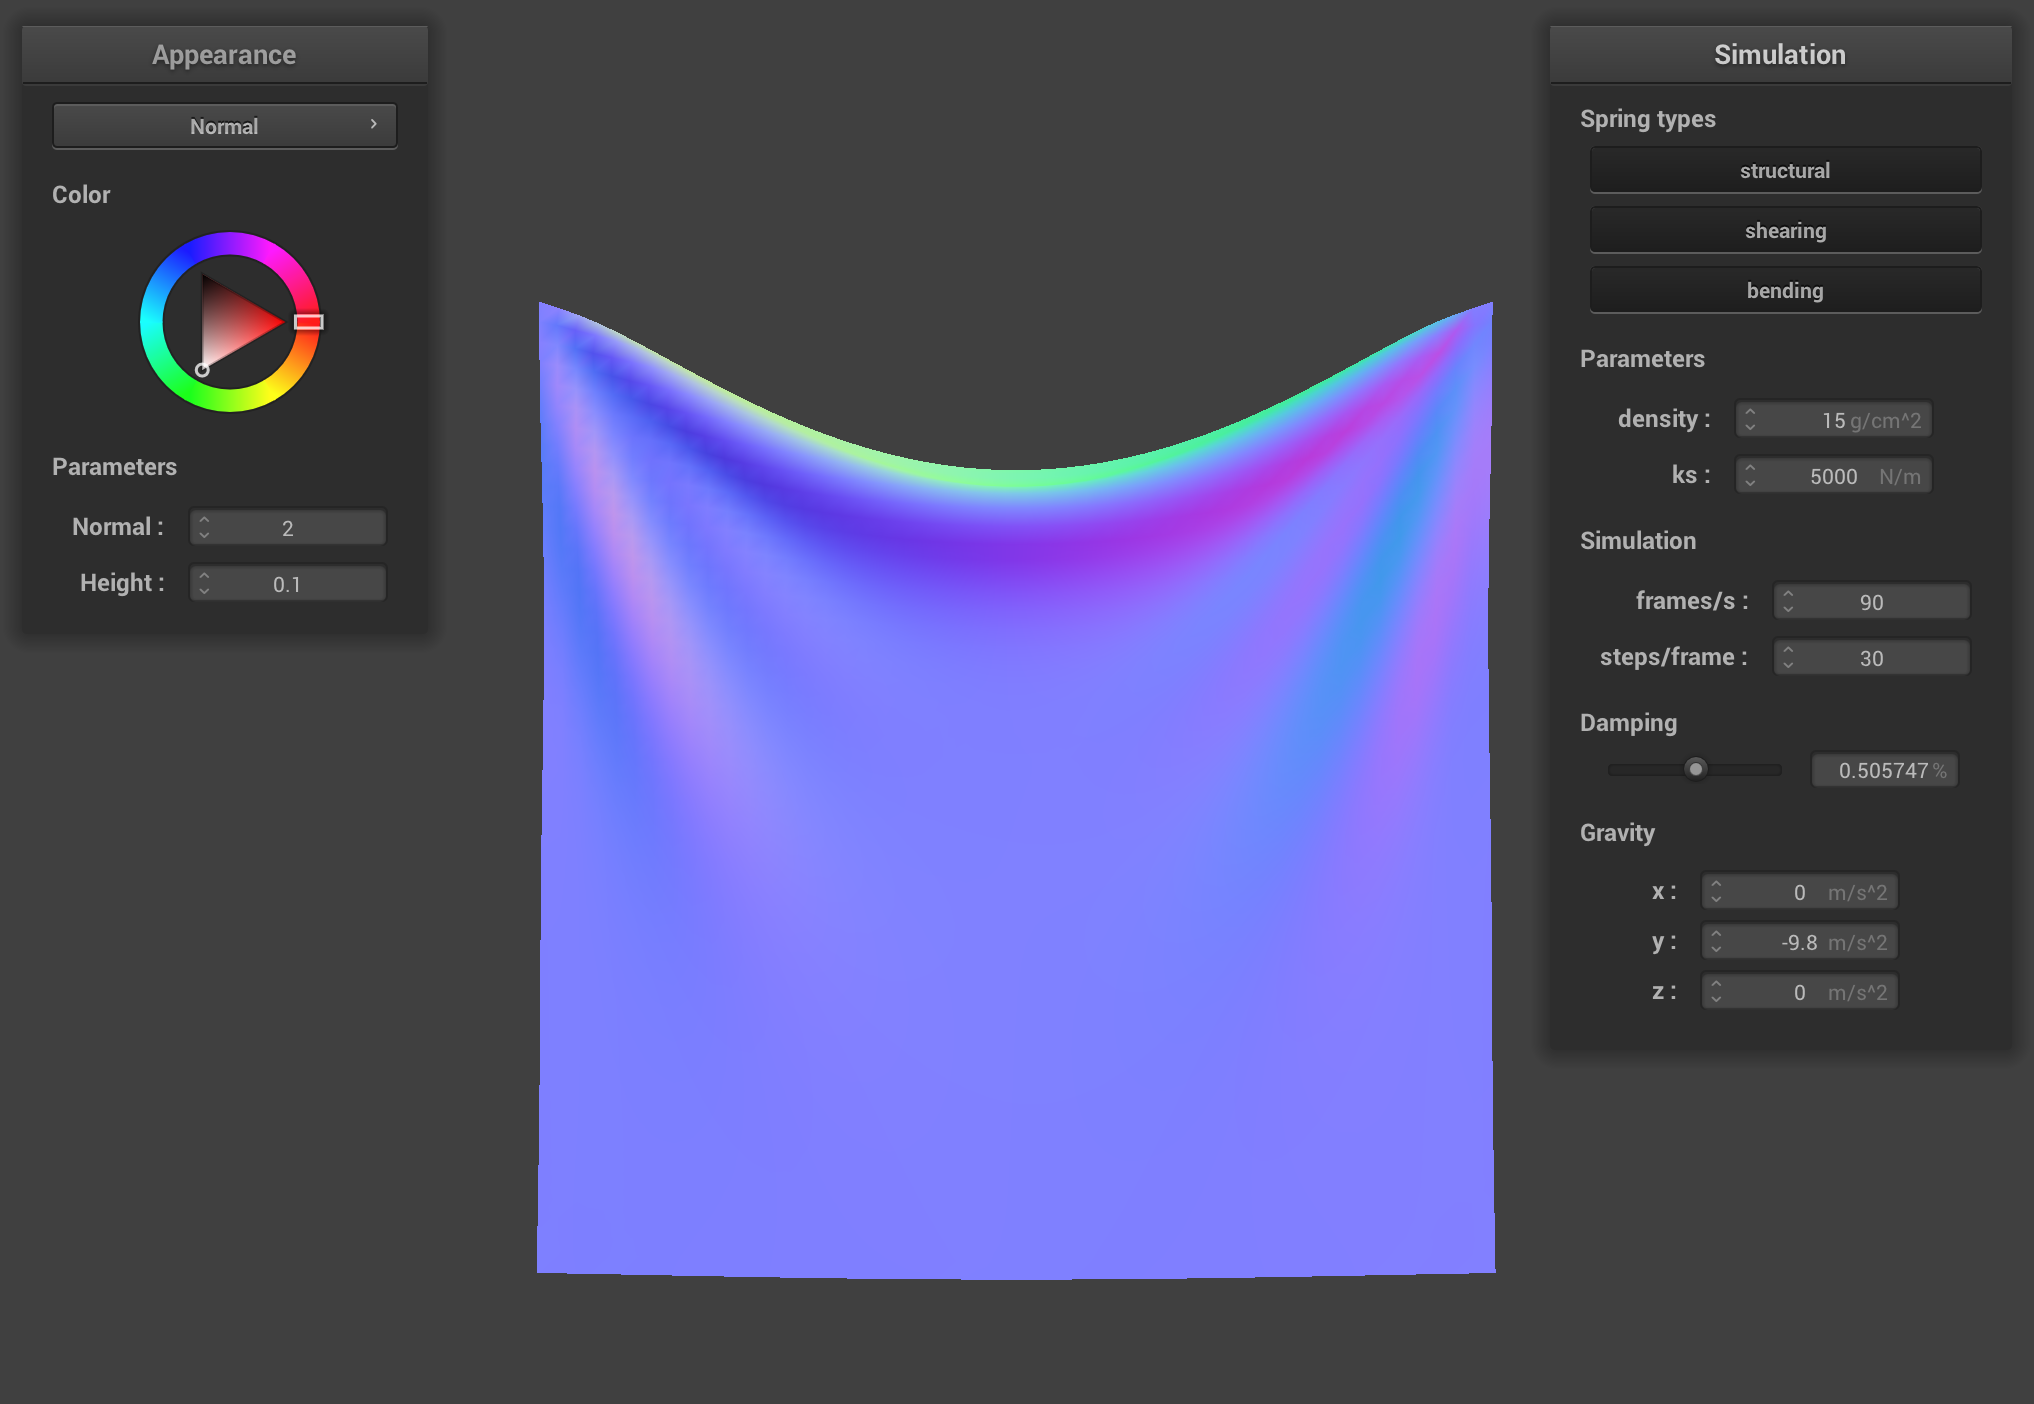 Appearance
Normal
Color
Parameters
Normal : 2
Height : 0.1
Simulation
Spring types
structural
shearing
bending
Parameters
density : 15 g/cm^2
ks : 5000 N/m
Simulation
frames/s : 90
steps/frame : 30
Damping
0.505747 %
Gravity
x : 0 m/s^2
y : -9.8 m/s^2
z : 0 m/s^2